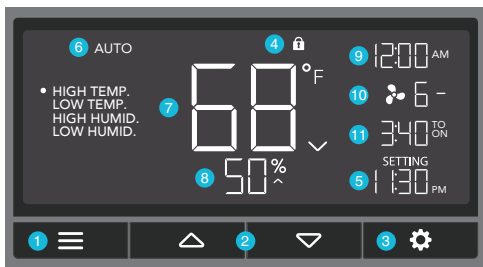 6 AUTO
4
HIGH TEMP.
LOW TEMP.
HIGH HUMID.
LOW HUMID.
7 68°F
8 50%
9 12:00 AM
10 6-
11 3:40 TO ON
SETTING
5 11:30 PM
1
2
3